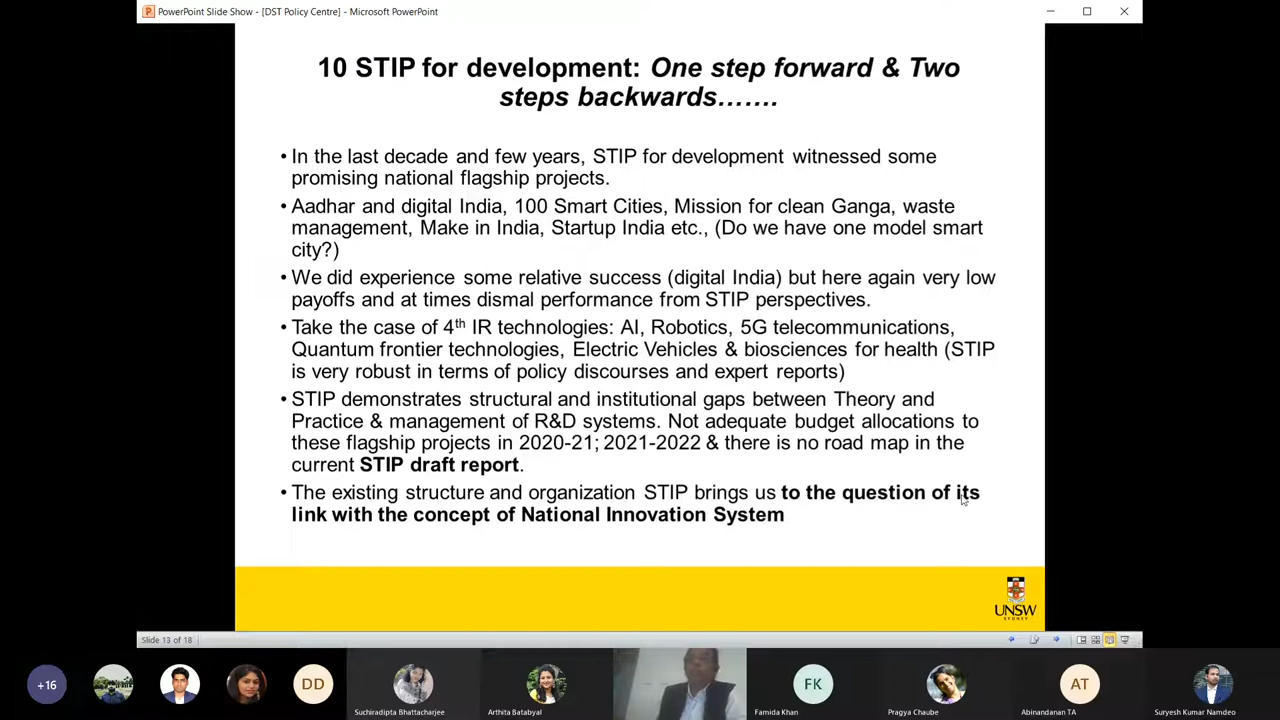 PowerPoint Slide Show - [DST Policy Centre] - Microsoft PowerPoint
10 STIP for development: One step forward & Two
steps backwards.......
• In the last decade and few years, STIP for development witnessed some
promising national flagship projects.
• Aadhar and digital India, 100 Smart Cities, Mission for clean Ganga, waste
management, Make in India, Startup India etc., (Do we have one model smart
city?)
• We did experience some relative success (digital India) but here again very low
payoffs and at times dismal performance from STIP perspectives.
• Take the case of 4th IR technologies: AI, Robotics, 5G telecommunications,
Quantum frontier technologies, Electric Vehicles & biosciences for health (STIP
is very robust in terms of policy discourses and expert reports)
• STIP demonstrates structural and institutional gaps between Theory and
Practice & management of R&D systems. Not adequate budget allocations to
these flagship projects in 2020-21; 2021-2022 & there is no road map in the
current STIP draft report.
• The existing structure and organization STIP brings us to the question of its
link with the concept of National Innovation System
UNSW
SYDNEY
Slide 13 of 18
+16
DD
Suchiradipta Bhattacharjee
Arthita Batabyal
FK
Famida Khan
Pragya Chaube
AT
Abinandanan TA
Suryesh Kumar Namdeo